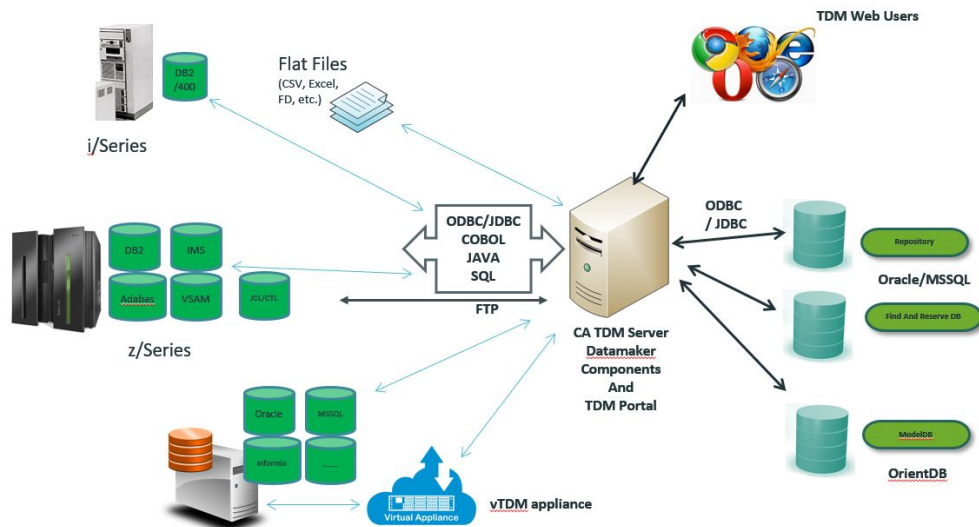 TDM Web Users
DB2
/400
Flat Files
(CSV, Excel,
FD, etc.)
i/Series
ODBC
/ JDBC
ODBC/JDBC
COBOL
JAVA
SQL
FTP
DB2
IMS
Adabas
VSAM
JCL/CTL
z/Series
Repository
Oracle/MSSQL
Find And Reserve DB
CA TDM Server
Datamaker
Components
And
TDM Portal
Oracle
MSSQL
Informix
......
ModelDB
OrientDB
Virtual Appliance
vTDM appliance